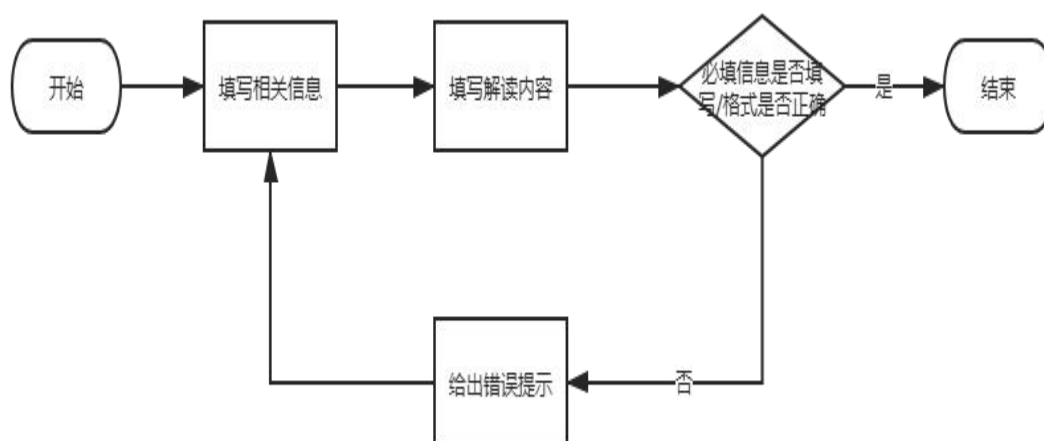 开始
填写相关信息
填写解读内容
必填信息是否填
写/格式是否正确
是
结束
给出错误提示
否